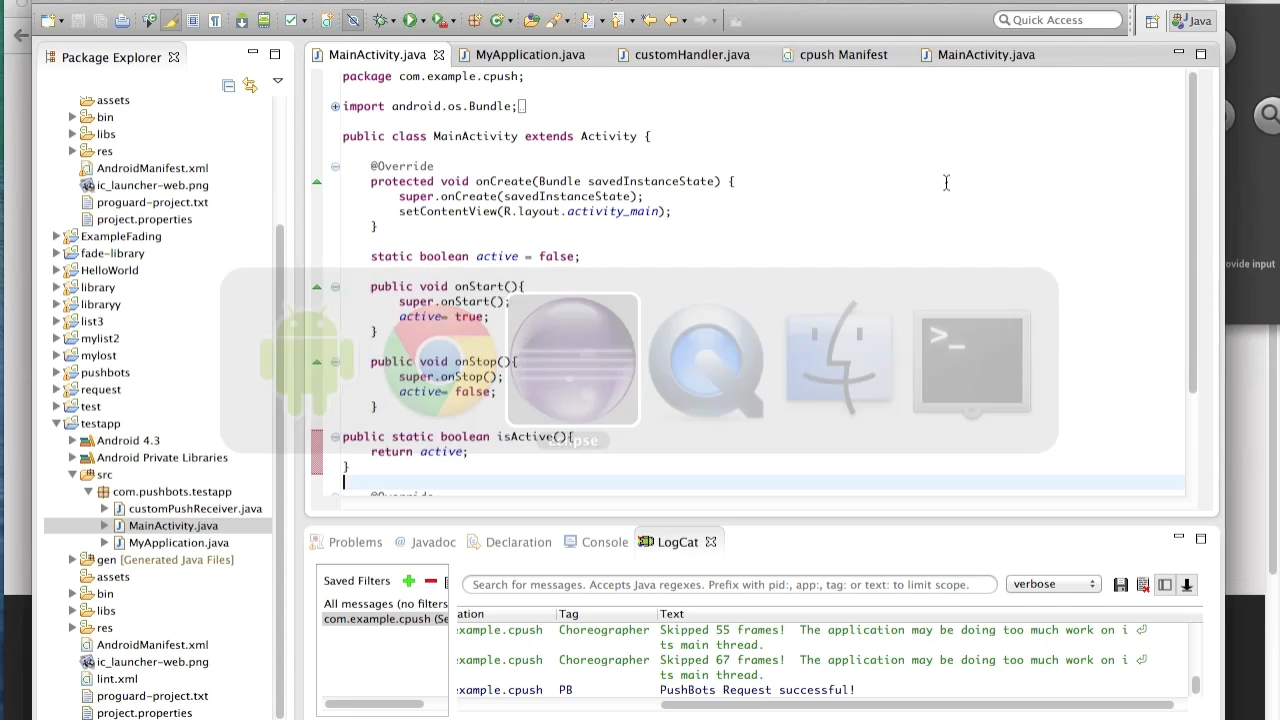 Quick Access
Java
Package Explorer
MainActivity.java
MyApplication.java
customHandler.java
cpush Manifest
MainActivity.java
assets
bin
libs
res
AndroidManifest.xml
ic_launcher-web.png
proguard-project.txt
project.properties
ExampleFading
fade-library
HelloWorld
library
libraryy
list3
mylist2
mylost
pushbots
request
test
testapp
Android 4.3
Android Private Libraries
src
com.pushbots.testapp
customPushReceiver.java
MainActivity.java
MyApplication.java
gen [Generated Java Files]
assets
bin
libs
res
AndroidManifest.xml
ic_launcher-web.png
lint.xml
proguard-project.txt
project.properties
package com.example.cpush;
import android.os.Bundle;
public class MainActivity extends Activity {
@Override
protected void onCreate(Bundle savedInstanceState) {
super.onCreate(savedInstanceState);
setContentView(R.layout.activity_main);
}
static boolean active = false;
public void onStart(){
super.onStart();
active= true;
}
public void onStop(){
super.onStop();
active= false;
}
public static boolean isActive(){
return active;
}
@Override
Eclipse
>_
ovide input
Problems
@ Javadoc
Declaration
Console
LogCat
Saved Filters
Search for messages. Accepts Java regexes. Prefix with pid:, app:, tag: or text: to limit scope.
verbose
All messages (no filters
com.example.cpush (Se
ation Tag Text
example.cpush Choreographer Skipped 55 frames! The application may be doing too much work on i
ts main thread.
example.cpush Choreographer Skipped 67 frames! The application may be doing too much work on i
ts main thread.
example.cpush PB PushBots Request successful!